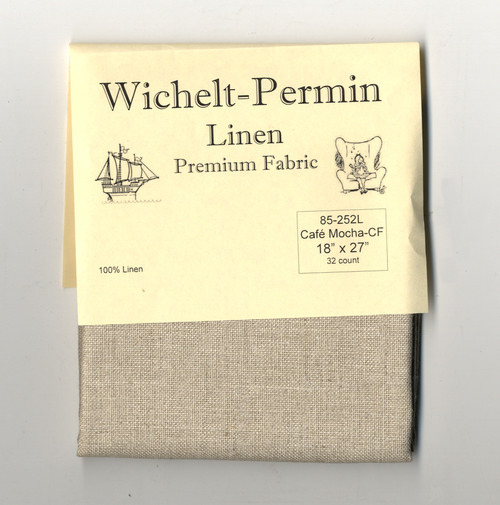 Wichelt-Permin
Linen
Premium Fabric
85-252L
Café Mocha-CF
18" x 27"
32 count
100% Linen